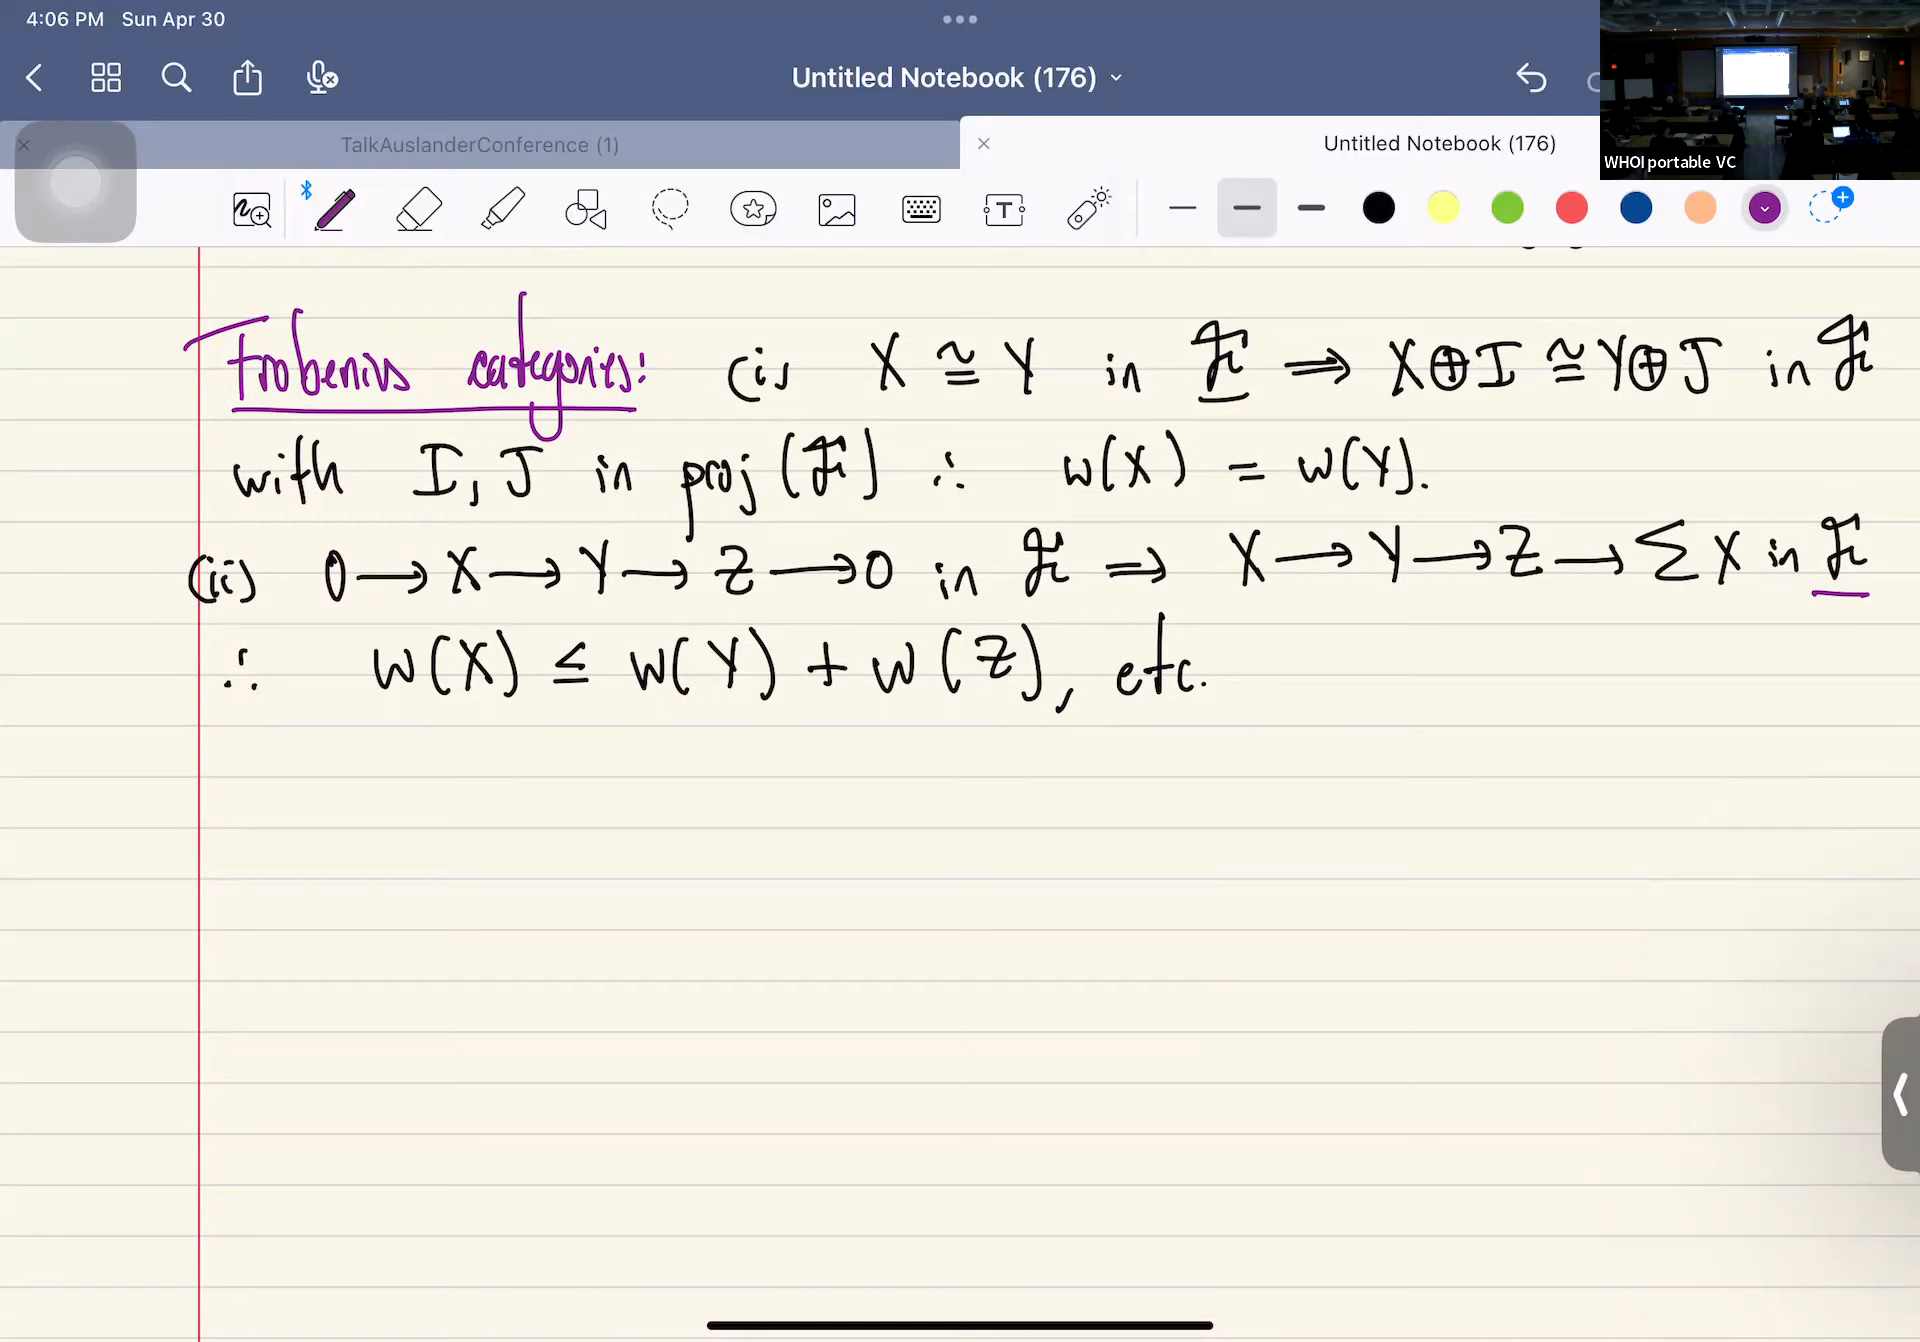 4:06 PM Sun Apr 30
Untitled Notebook (176)
WHOI portable VC
TalkAuslanderConference (1)
Untitled Notebook (176)
Frobenius categories: (i) X ≅ Y in <u>ℱ</u> ⟹ X⊕I ≅ Y⊕J in ℱ
with I, J in proj(ℱ) ∴ w(X) = w(Y).
(ii) 0 → X → Y → Z → 0 in ℱ ⟹ X → Y → Z → ΣX in <u>ℱ</u>
∴ w(X) ≤ w(Y) + w(Z), etc.